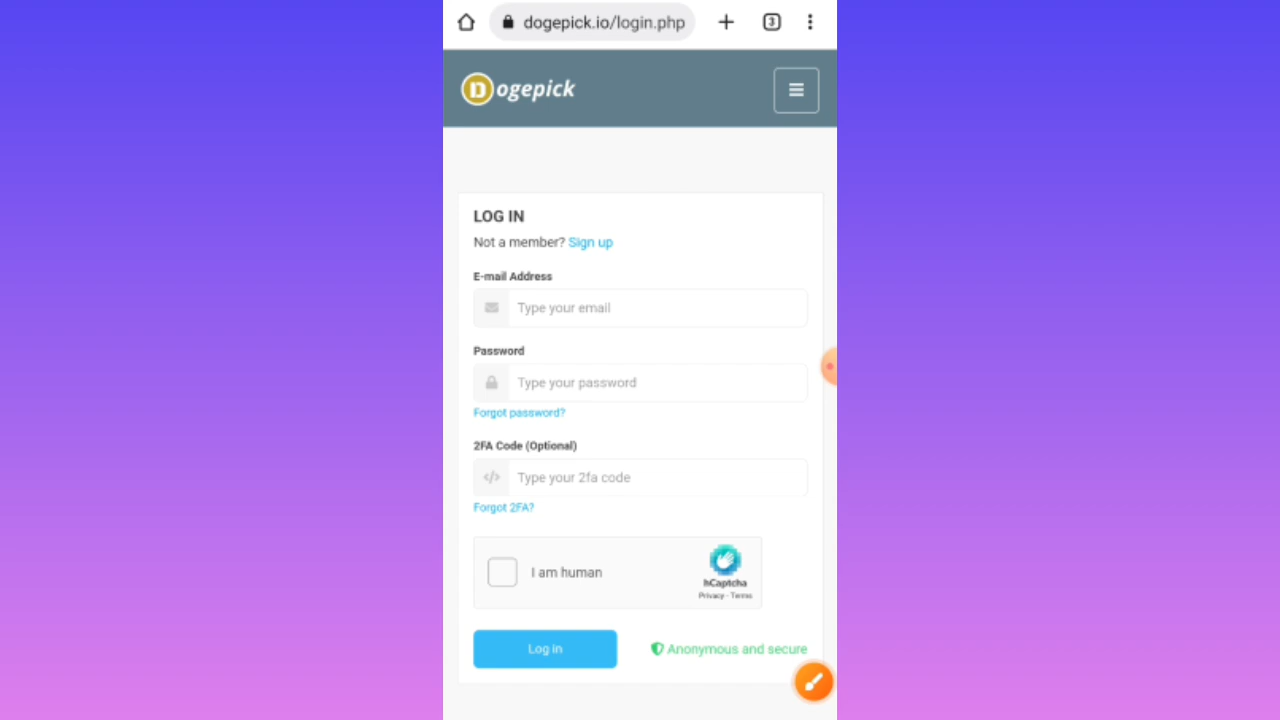 dogepick.io/login.php
3
Dogepick
LOG IN
Not a member? Sign up
E-mail Address
Type your email
Password
Type your password
Forgot password?
2FA Code (Optional)
</> Type your 2fa code
Forgot 2FA?
I am human
hCaptcha
Privacy - Terms
Log in
Anonymous and secure